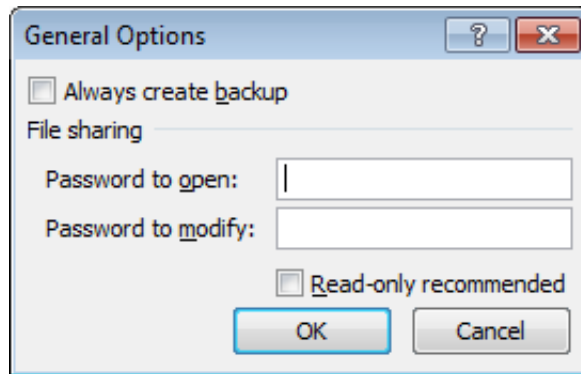 General Options
Always create backup
File sharing
Password to open:
Password to modify:
Read-only recommended
OK Cancel